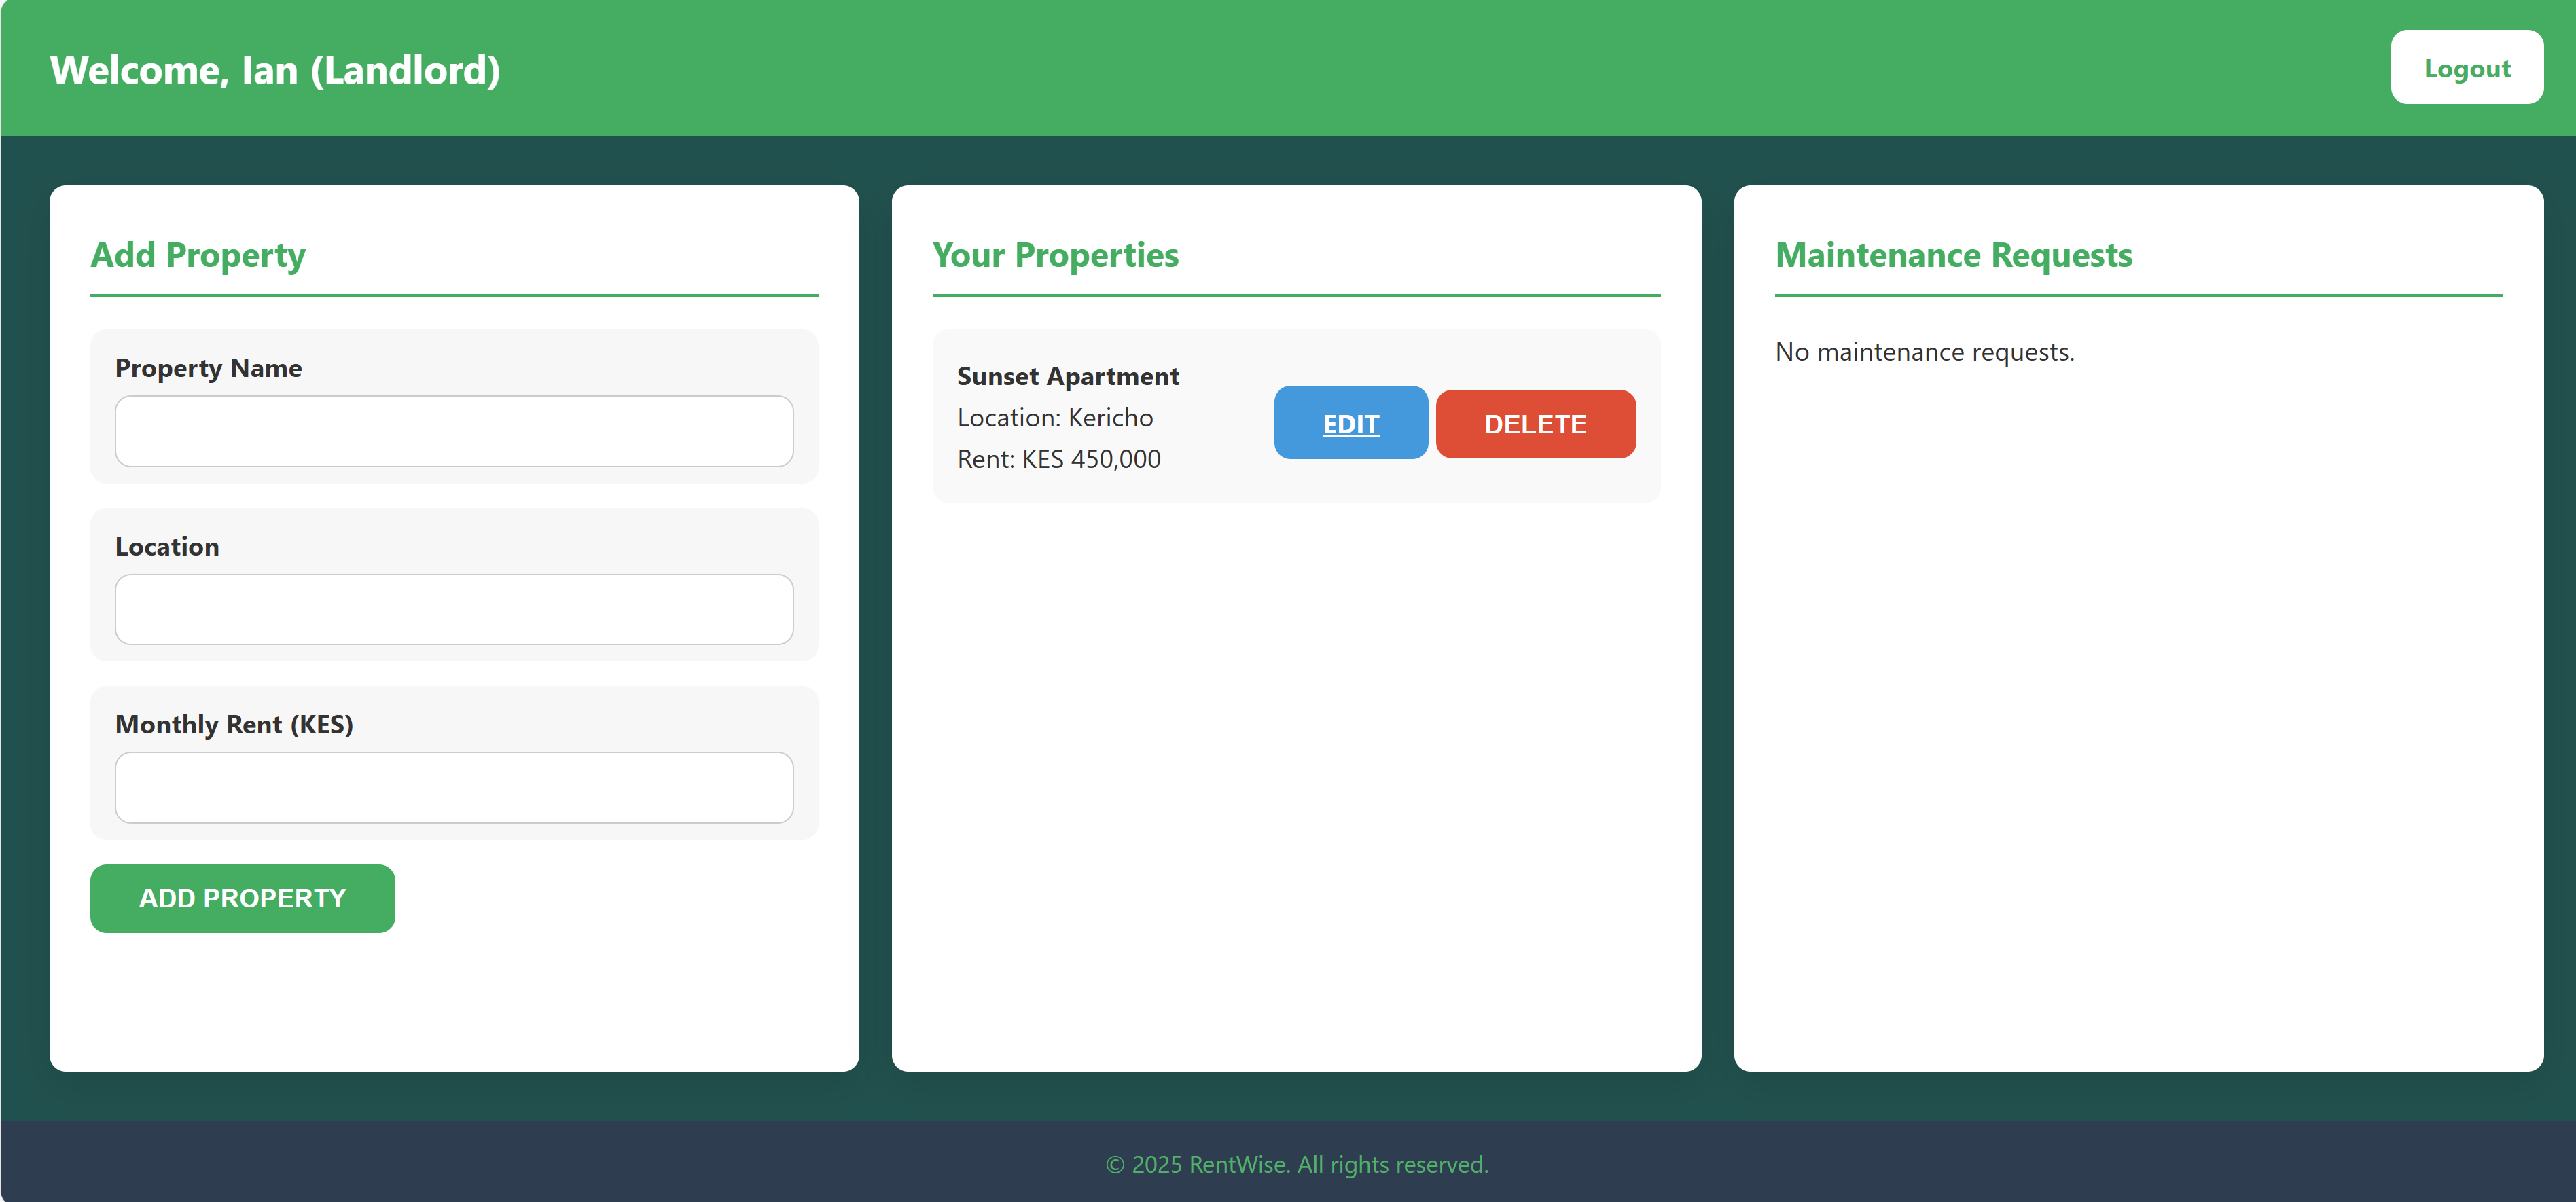 Welcome, Ian (Landlord)
Logout
Add Property
Property Name
Location
Monthly Rent (KES)
ADD PROPERTY
Your Properties
Sunset Apartment
Location: Kericho
Rent: KES 450,000
EDIT
DELETE
Maintenance Requests
No maintenance requests.
© 2025 RentWise. All rights reserved.